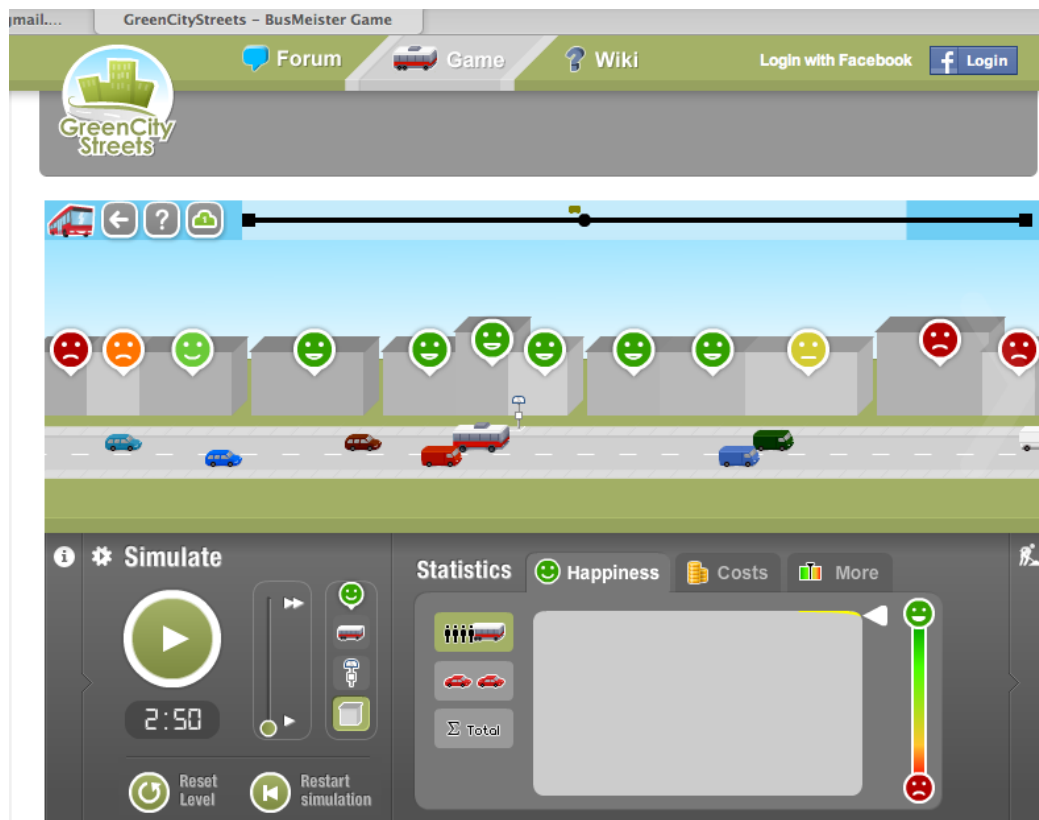 gmail....
GreenCityStreets – BusMeister Game
Forum
Game
Wiki
Login with Facebook
f Login
GreenCity
Streets
?
1
i
Simulate
Statistics
Happiness
Costs
More
Σ Total
2:50
Reset
Level
Restart
simulation